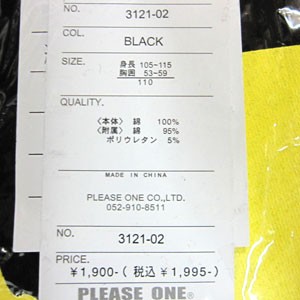 NO. 3121-02
COL. BLACK
SIZE. 身長 105~115
胸囲 53~59
110
QUALITY.
〈本体〉 綿 100%
〈附属〉 綿 95%
ポリウレタン 5%
MADE IN CHINA
PLEASE ONE CO.,LTD.
052-910-8511
NO. 3121-02
PRICE.
¥1,900-(税込¥1,995-)
PLEASE ONE®